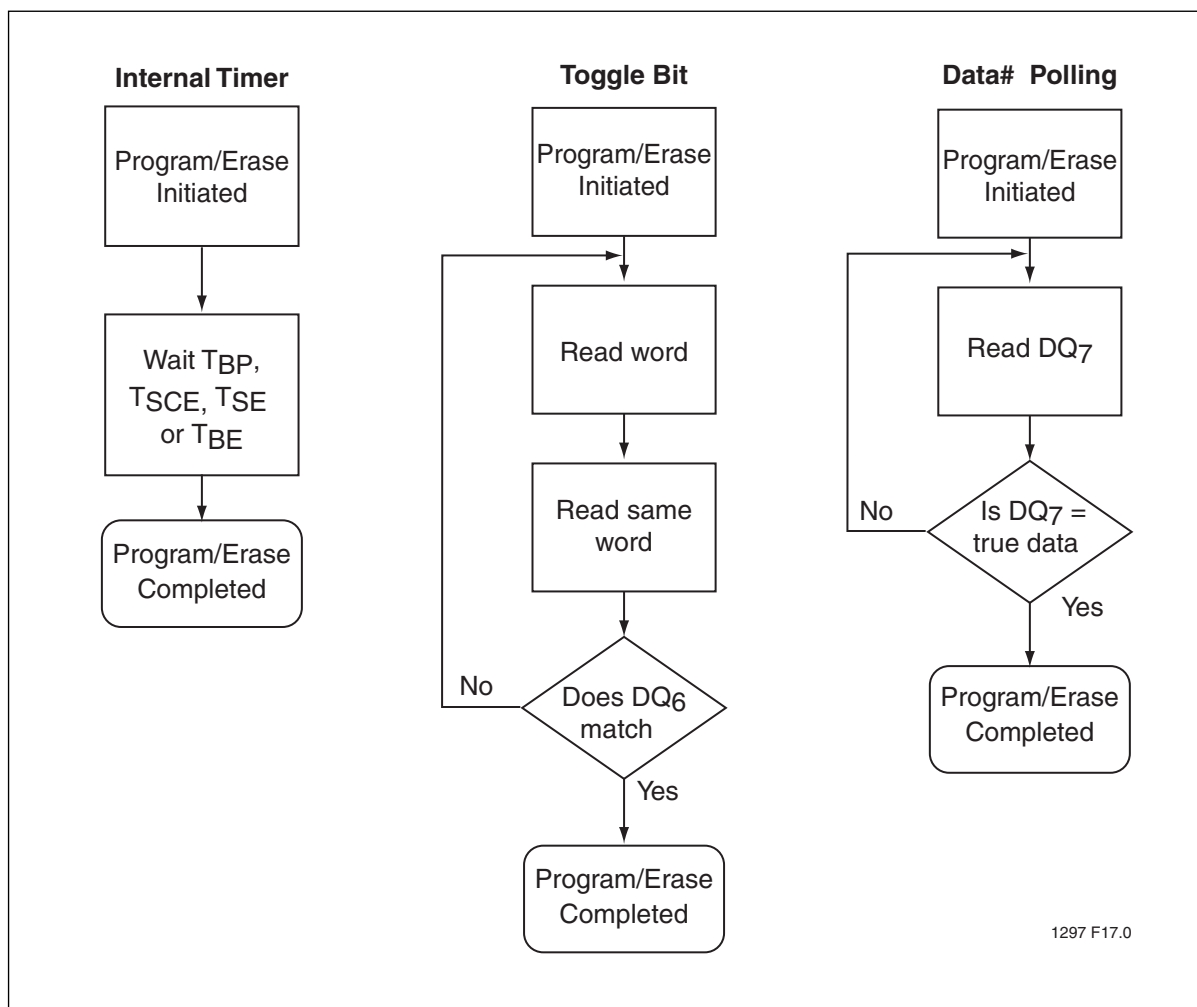 Internal Timer
Program/Erase
Initiated
Wait TBP,
TSCE, TSE
or TBE
Program/Erase
Completed
Toggle Bit
Program/Erase
Initiated
Read word
Read same
word
No
Does DQ6
match
Yes
Program/Erase
Completed
Data# Polling
Program/Erase
Initiated
Read DQ7
No
Is DQ7 =
true data
Yes
Program/Erase
Completed
1297 F17.0